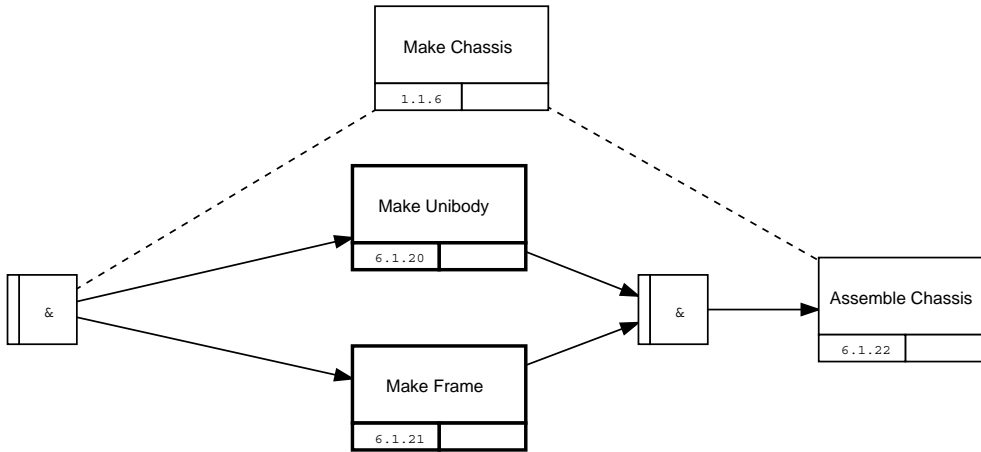 Make Chassis
1.1.6
Make Unibody
6.1.20
&
&
Assemble Chassis
6.1.22
Make Frame
6.1.21